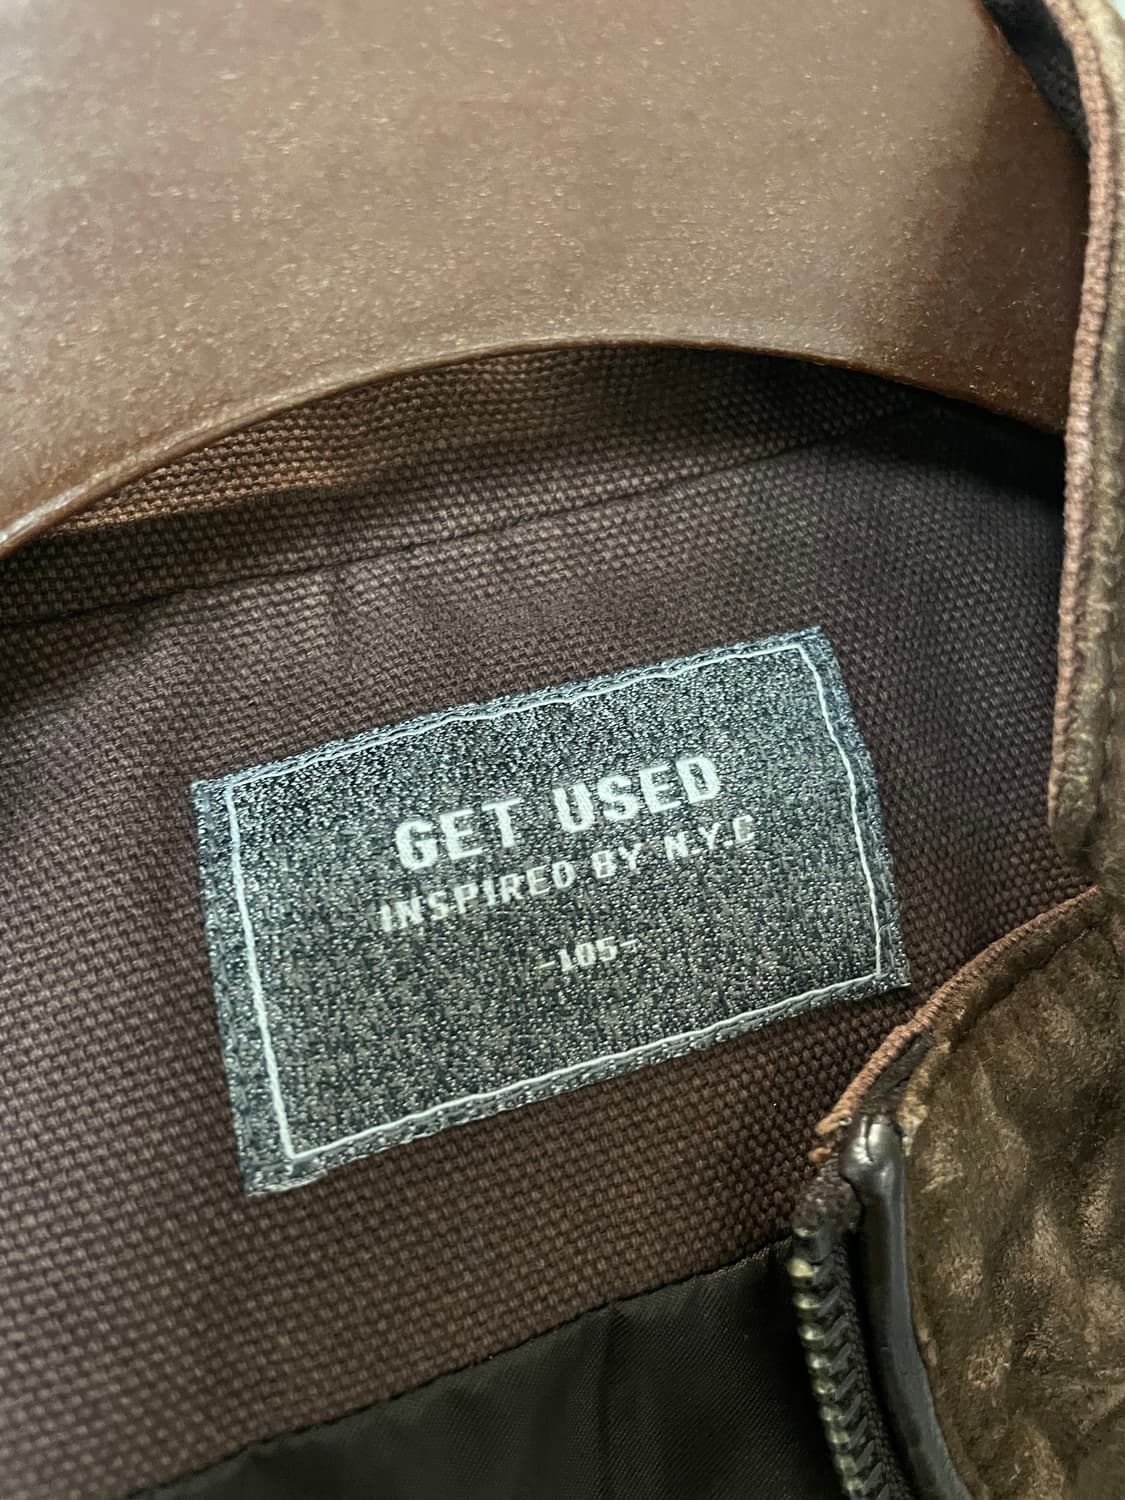 GET USED
INSPIRED BY N.Y.C
-105-